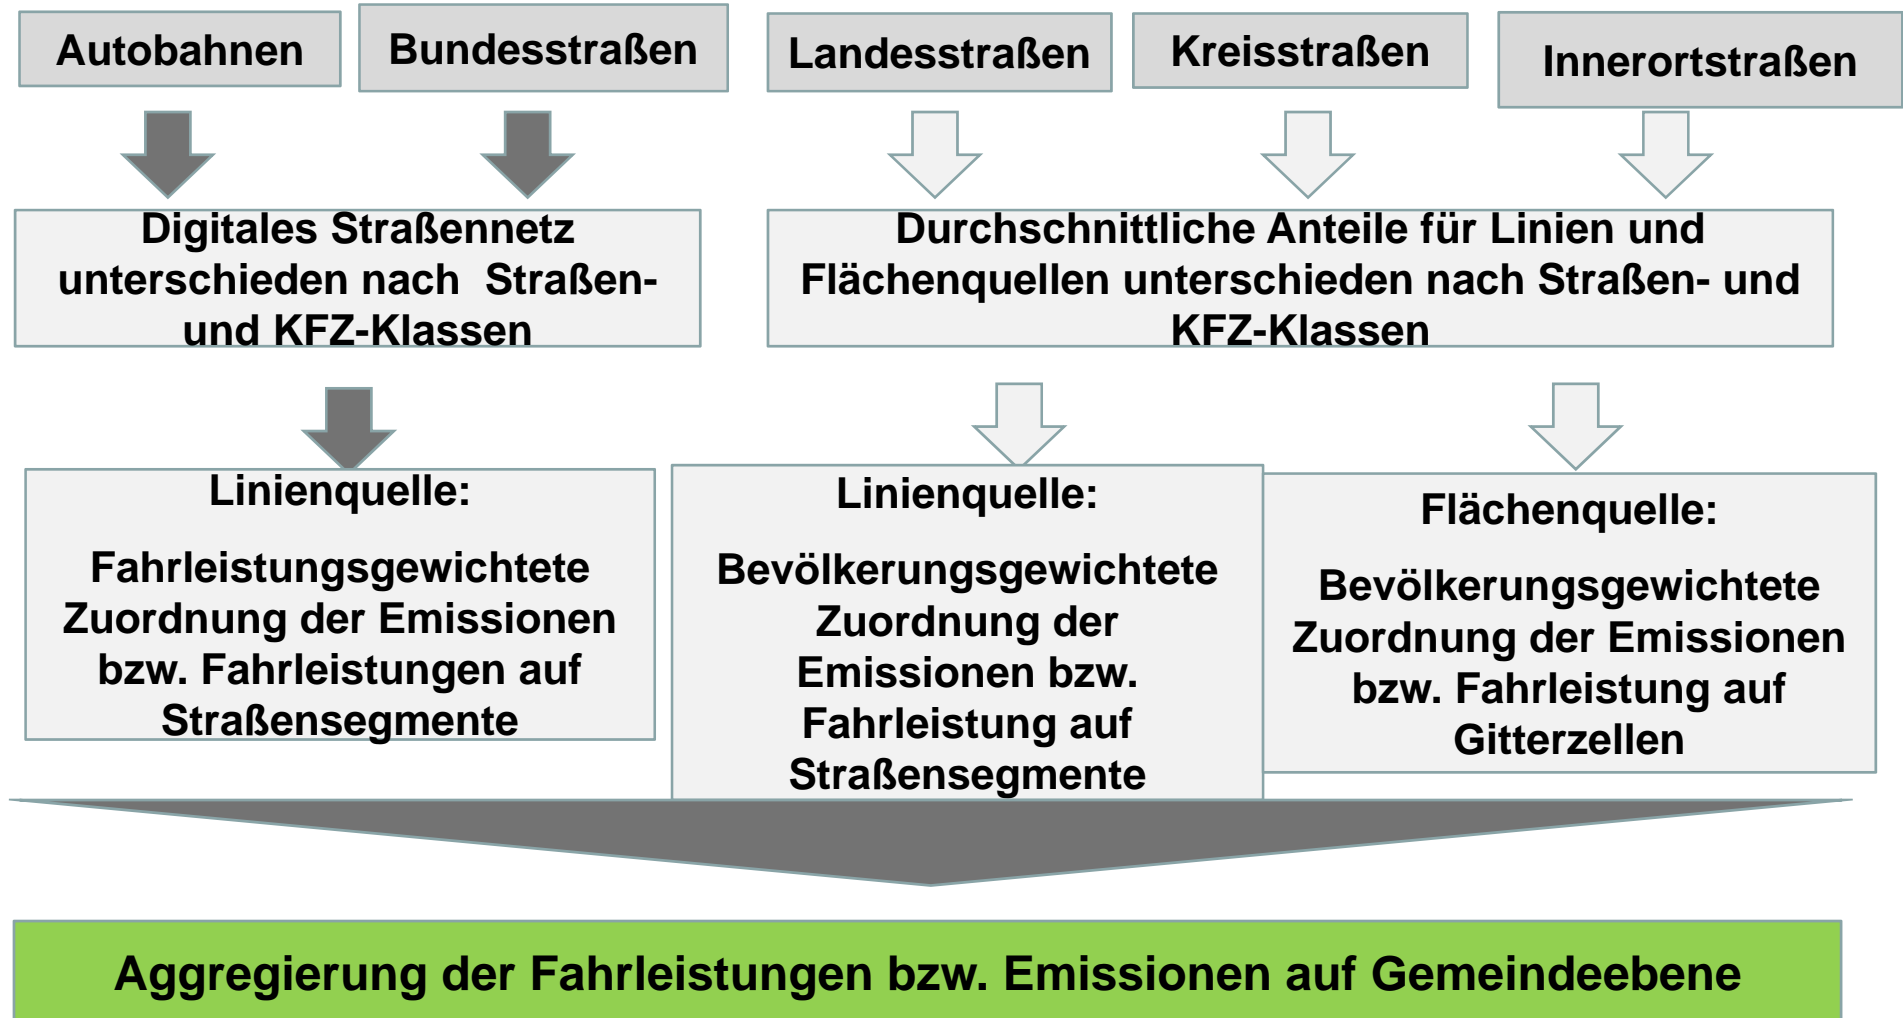 Autobahnen
Bundesstraßen
Landesstraßen
Kreisstraßen
Innerortstraßen
Digitales Straßennetz
unterschieden nach Straßen-
und KFZ-Klassen
Durchschnittliche Anteile für Linien und
Flächenquellen unterschieden nach Straßen- und
KFZ-Klassen
Linienquelle:
Fahrleistungsgewichtete
Zuordnung der Emissionen
bzw. Fahrleistungen auf
Straßensegmente
Linienquelle:
Bevölkerungsgewichtete
Zuordnung der
Emissionen bzw.
Fahrleistung auf
Straßensegmente
Flächenquelle:
Bevölkerungsgewichtete
Zuordnung der Emissionen
bzw. Fahrleistung auf
Gitterzellen
Aggregierung der Fahrleistungen bzw. Emissionen auf Gemeindeebene